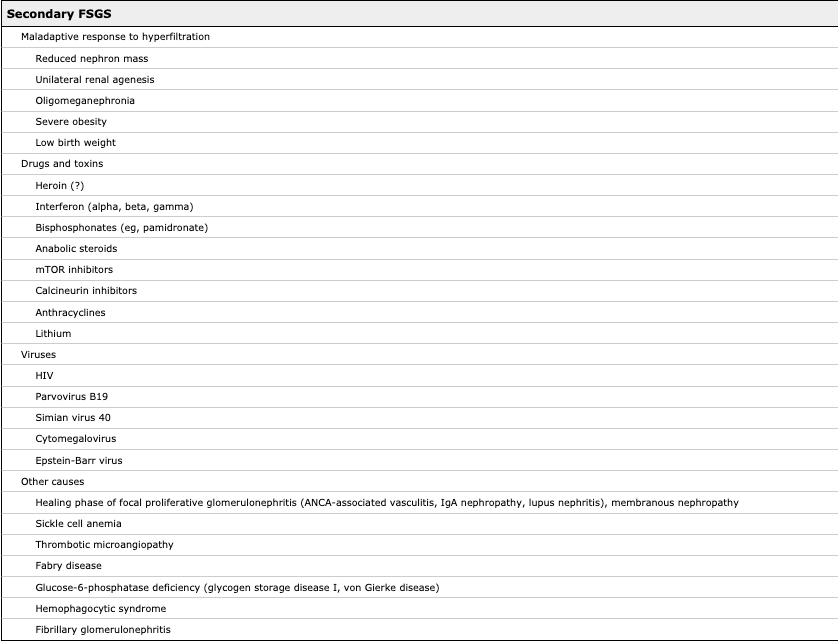 Secondary FSGS
Maladaptive response to hyperfiltration
Reduced nephron mass
Unilateral renal agenesis
Oligomeganephronia
Severe obesity
Low birth weight
Drugs and toxins
Heroin (?)
Interferon (alpha, beta, gamma)
Bisphosphonates (eg, pamidronate)
Anabolic steroids
mTOR inhibitors
Calcineurin inhibitors
Anthracyclines
Lithium
Viruses
HIV
Parvovirus B19
Simian virus 40
Cytomegalovirus
Epstein-Barr virus
Other causes
Healing phase of focal proliferative glomerulonephritis (ANCA-associated vasculitis, IgA nephropathy, lupus nephritis), membranous nephropathy
Sickle cell anemia
Thrombotic microangiopathy
Fabry disease
Glucose-6-phosphatase deficiency (glycogen storage disease I, von Gierke disease)
Hemophagocytic syndrome
Fibrillary glomerulonephritis